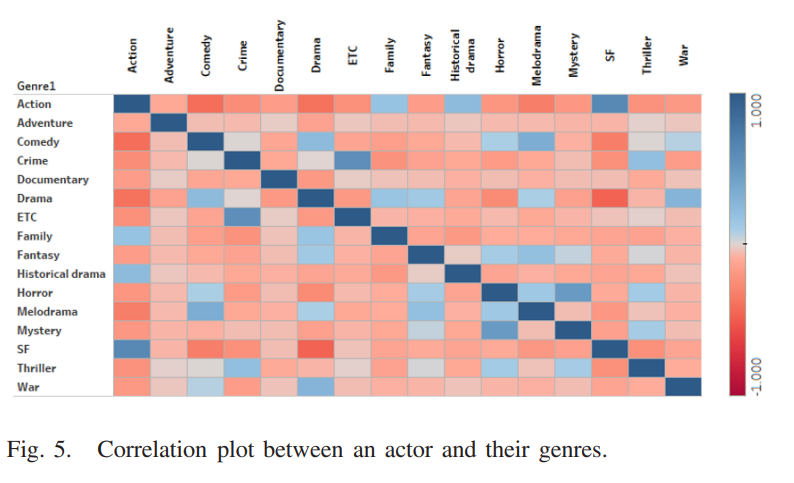 Action
Adventure
Comedy
Crime
Documentary
Drama
ETC
Family
Fantasy
Historical
drama
Horror
Melodrama
Mystery
SF
Thriller
War
Genre1
Action
Adventure
Comedy
Crime
Documentary
Drama
ETC
Family
Fantasy
Historical drama
Horror
Melodrama
Mystery
SF
Thriller
War
1.000
-1.000
Fig. 5. Correlation plot between an actor and their genres.